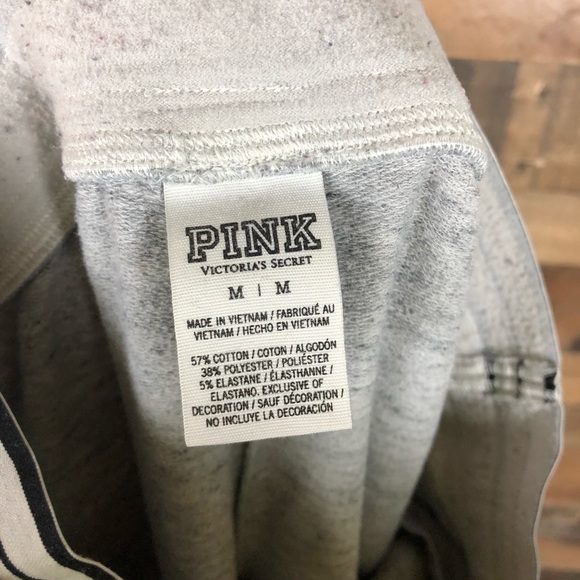 PINK
VICTORIA'S SECRET
M | M
MADE IN VIETNAM / FABRIQUÉ AU
VIETNAM / HECHO EN VIETNAM
57% COTTON / COTON / ALGODÓN
38% POLYESTER / POLIÉSTER
5% ELASTANE / ÉLASTHANNE /
ELASTANO. EXCLUSIVE OF
DECORATION / SAUF DÉCORATION /
NO INCLUYE LA DECORACIÓN